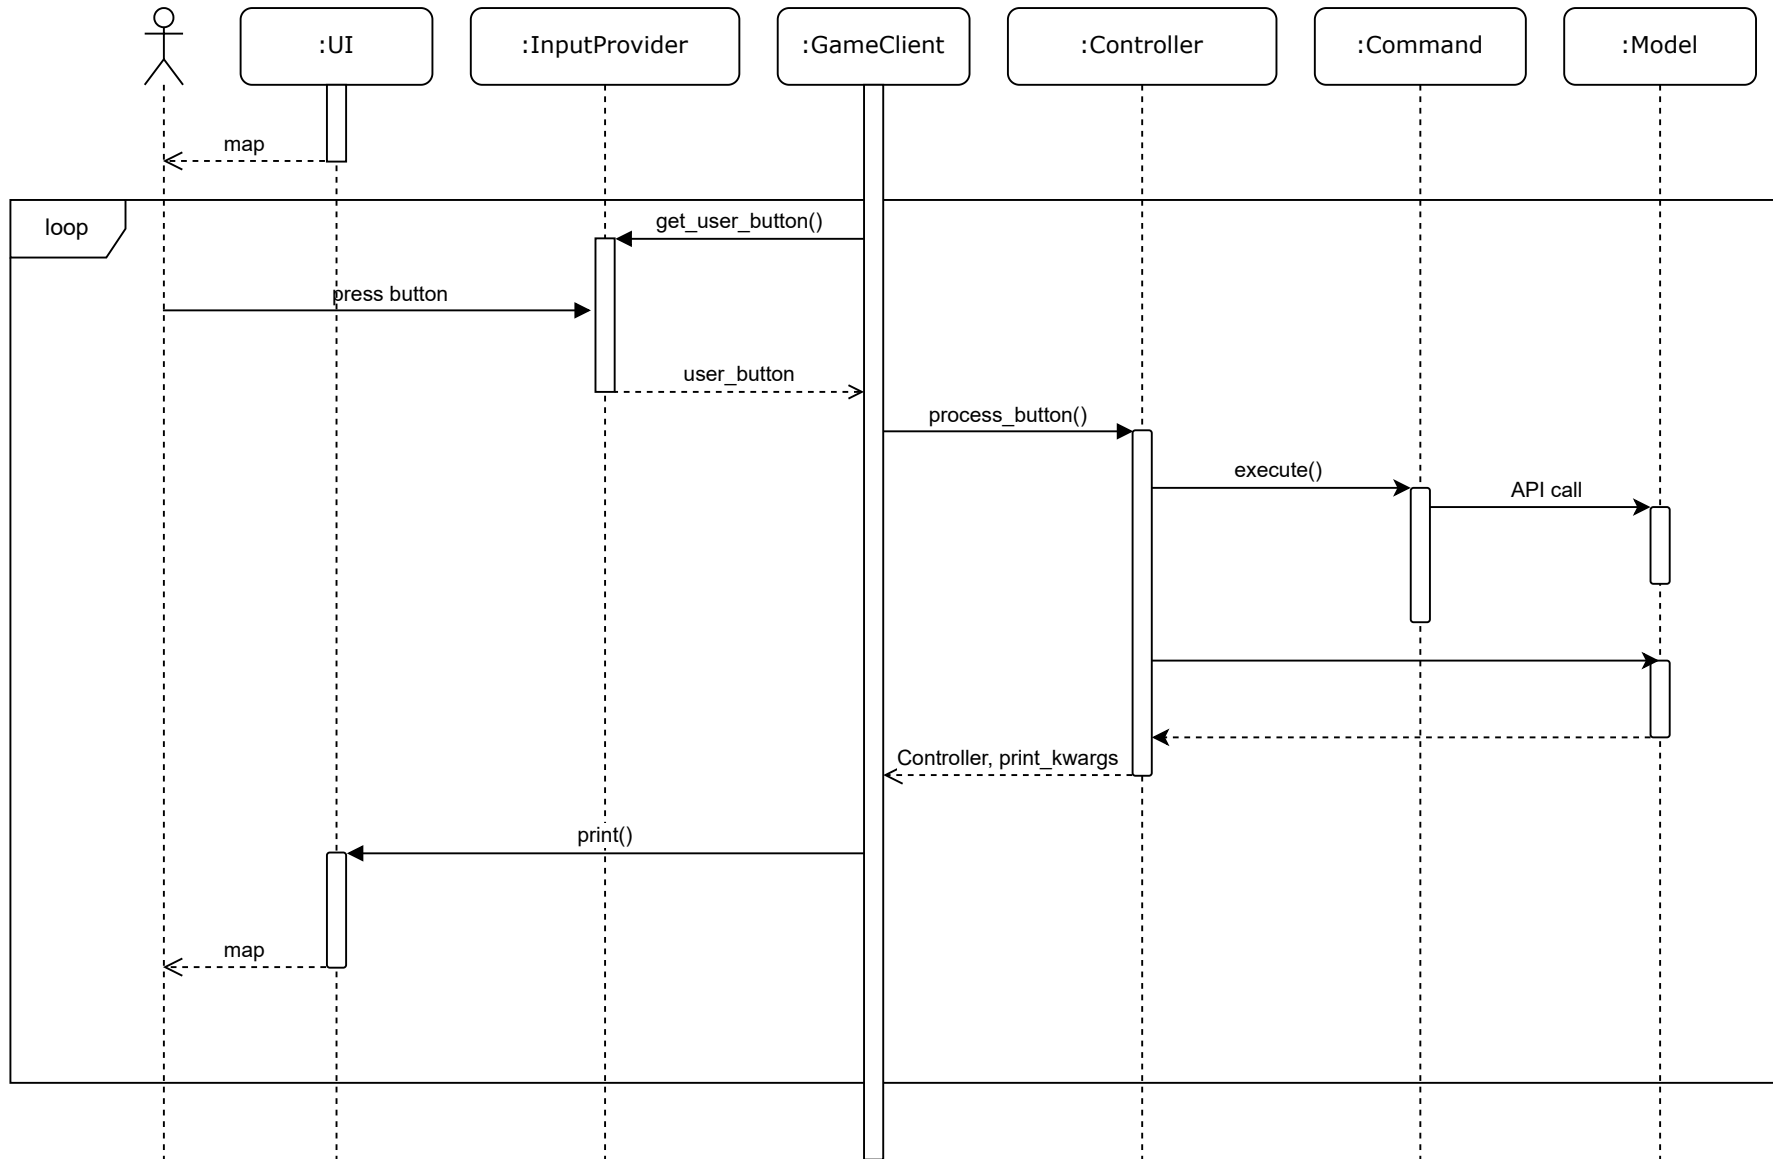 :UI
:InputProvider
:GameClient
:Controller
:Command
:Model
map
loop
get_user_button()
press button
user_button
process_button()
execute()
API call
Controller, print_kwargs
print()
map